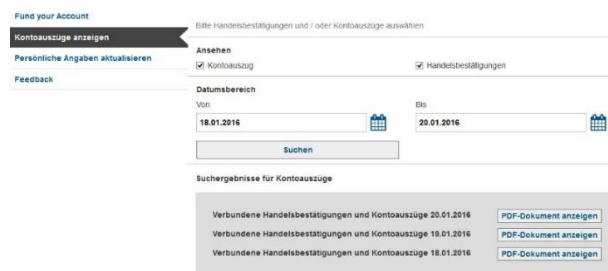 Fund your Account
Kontoauszüge anzeigen
Persönliche Angaben aktualisieren
Feedback
Bitte Handelsbestätigungen und / oder Kontoauszüge auswählen
Ansehen
Kontoauszug
Handelsbestätigungen
Datumsbereich
Von
Bis
18.01.2016
20.01.2016
Suchen
Suchergebnisse für Kontoauszüge
Verbundene Handelsbestätigungen und Kontoauszüge 20.01.2016 PDF-Dokument anzeigen
Verbundene Handelsbestätigungen und Kontoauszüge 19.01.2016 PDF-Dokument anzeigen
Verbundene Handelsbestätigungen und Kontoauszüge 18.01.2016 PDF-Dokument anzeigen